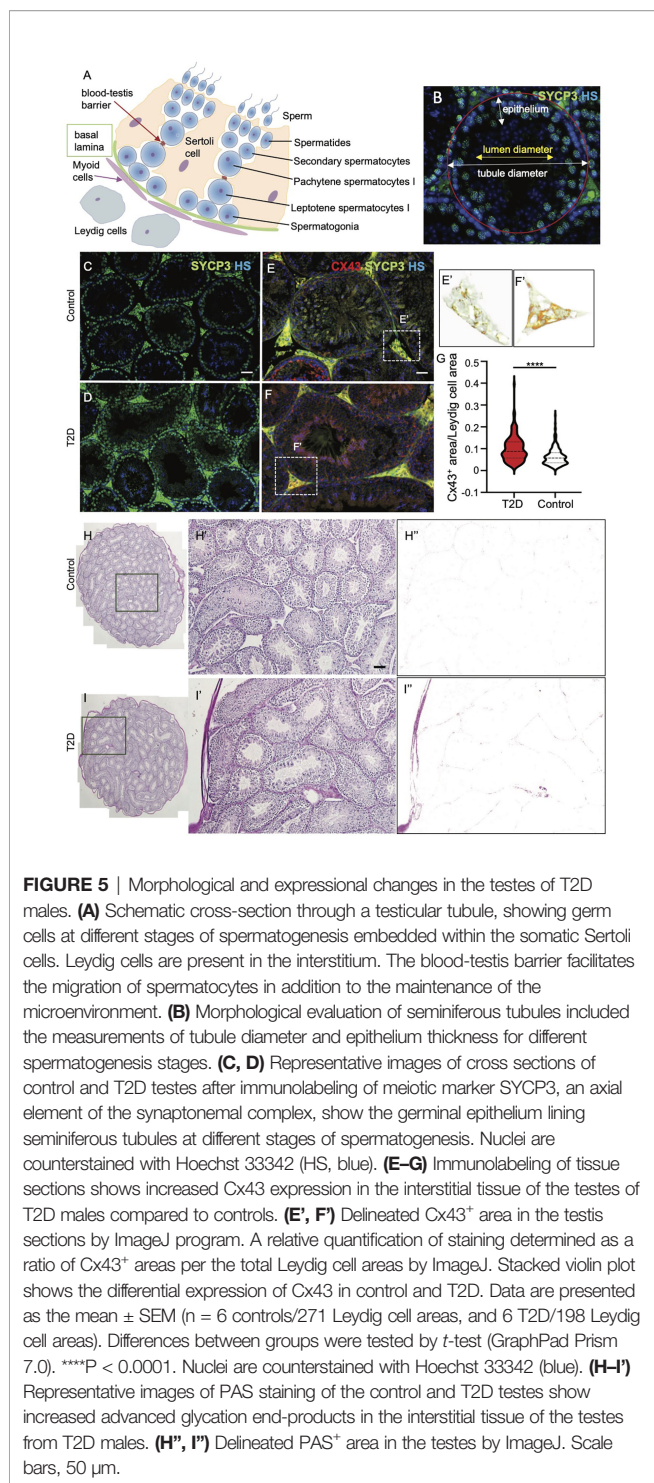 A
blood-testis
barrier
basal
lamina
Myoid
cells
Leydig cells
Sertoli
cell
Sperm
Spermatides
Secondary spermatocytes
Pachytene spermatocytes I
Leptotene spermatocytes I
Spermatogonia
B
SYCP3 HS
epithelium
lumen diameter
tubule diameter
C
SYCP3 HS
Control
E
CX43 SYCP3 HS
E'
D
T2D
F
F'
E'
F'
G
****
Cx43+ area/Leydig cell area
0.5
0.4
0.3
0.2
0.1
0
-0.1
T2D
Control
H
Control
H'
H"
I
T2D
I'
I"
FIGURE 5 | Morphological and expressional changes in the testes of T2D
males. (A) Schematic cross-section through a testicular tubule, showing germ
cells at different stages of spermatogenesis embedded within the somatic Sertoli
cells. Leydig cells are present in the interstitium. The blood-testis barrier facilitates
the migration of spermatocytes in addition to the maintenance of the
microenvironment. (B) Morphological evaluation of seminiferous tubules included
the measurements of tubule diameter and epithelium thickness for different
spermatogenesis stages. (C, D) Representative images of cross sections of
control and T2D testes after immunolabeling of meiotic marker SYCP3, an axial
element of the synaptonemal complex, show the germinal epithelium lining
seminiferous tubules at different stages of spermatogenesis. Nuclei are
counterstained with Hoechst 33342 (HS, blue). (E–G) Immunolabeling of tissue
sections shows increased Cx43 expression in the interstitial tissue of the testes of
T2D males compared to controls. (E', F') Delineated Cx43+ area in the testis
sections by ImageJ program. A relative quantification of staining determined as a
ratio of Cx43+ areas per the total Leydig cell areas by ImageJ. Stacked violin plot
shows the differential expression of Cx43 in control and T2D. Data are presented
as the mean ± SEM (n = 6 controls/271 Leydig cell areas, and 6 T2D/198 Leydig
cell areas). Differences between groups were tested by t-test (GraphPad Prism
7.0). ****P < 0.0001. Nuclei are counterstained with Hoechst 33342 (blue). (H–I')
Representative images of PAS staining of the control and T2D testes show
increased advanced glycation end-products in the interstitial tissue of the testes
from T2D males. (H", I") Delineated PAS+ area in the testes by ImageJ. Scale
bars, 50 μm.